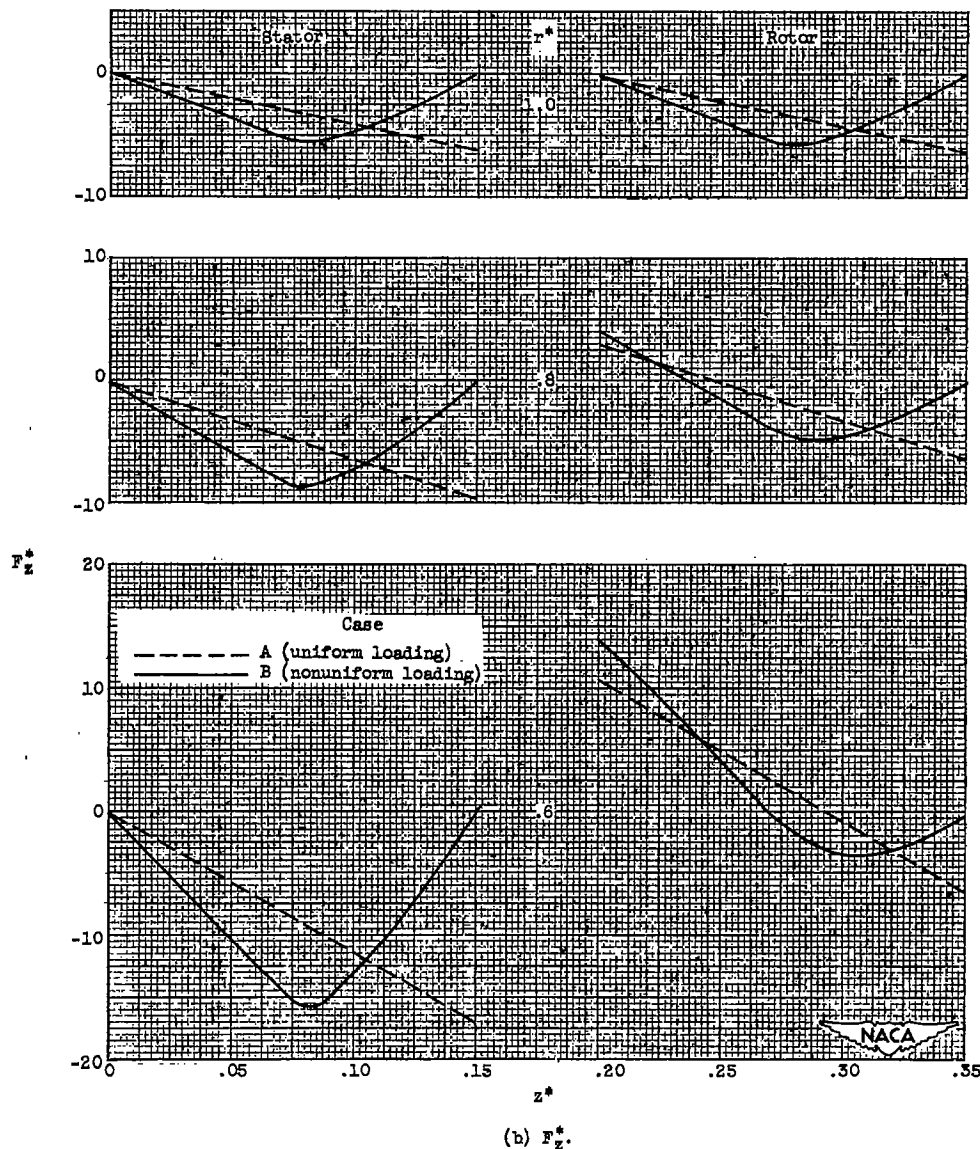 Stator r* Rotor
0
1.0
-10
10
0
.8
-10
F*z
20
Case
A (uniform loading)
B (nonuniform loading)
10
0
.6
-10
NACA
-20
0 .05 .10 .15 .20 .25 .30 .35
z*
(b) F*z.